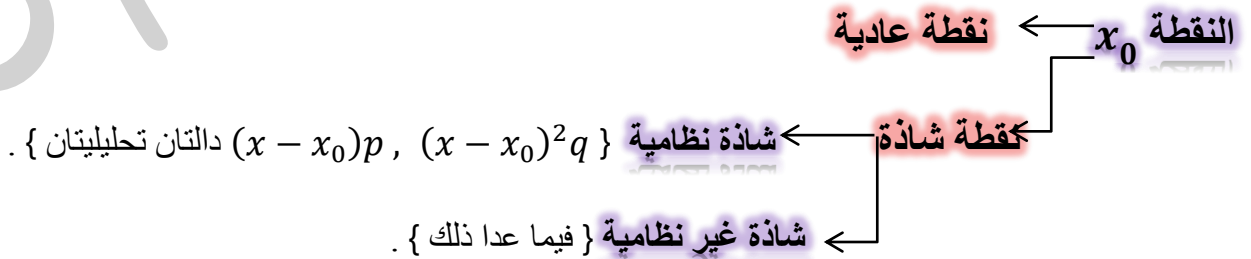 النقطة x₀ نقطة عادية
نقطة شاذة شاذة نظامية { (x − x₀)p , (x − x₀)²q دالتان تحليليتان } .
شاذة غير نظامية { فيما عدا ذلك } .